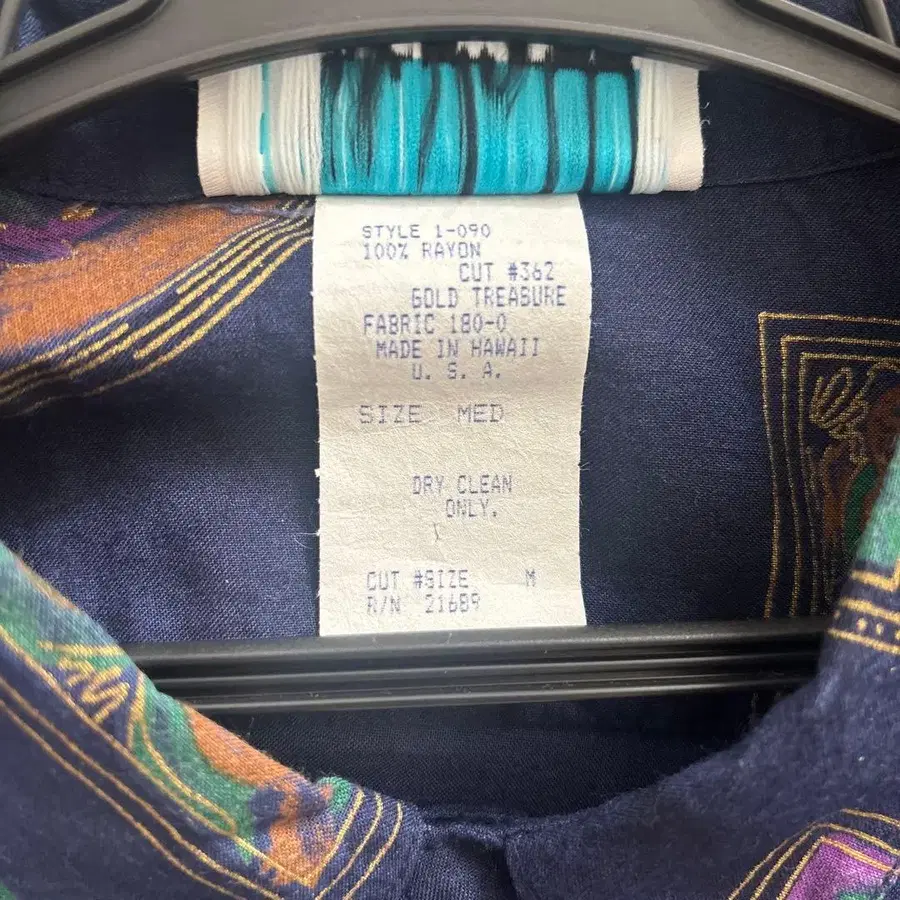 STYLE 1-090
100% RAYON
CUT #362
GOLD TREASURE
FABRIC 180-0
MADE IN HAWAII
U. S. A.
SIZE MED
DRY CLEAN
ONLY.
CUT #SIZE M
R/N 21689